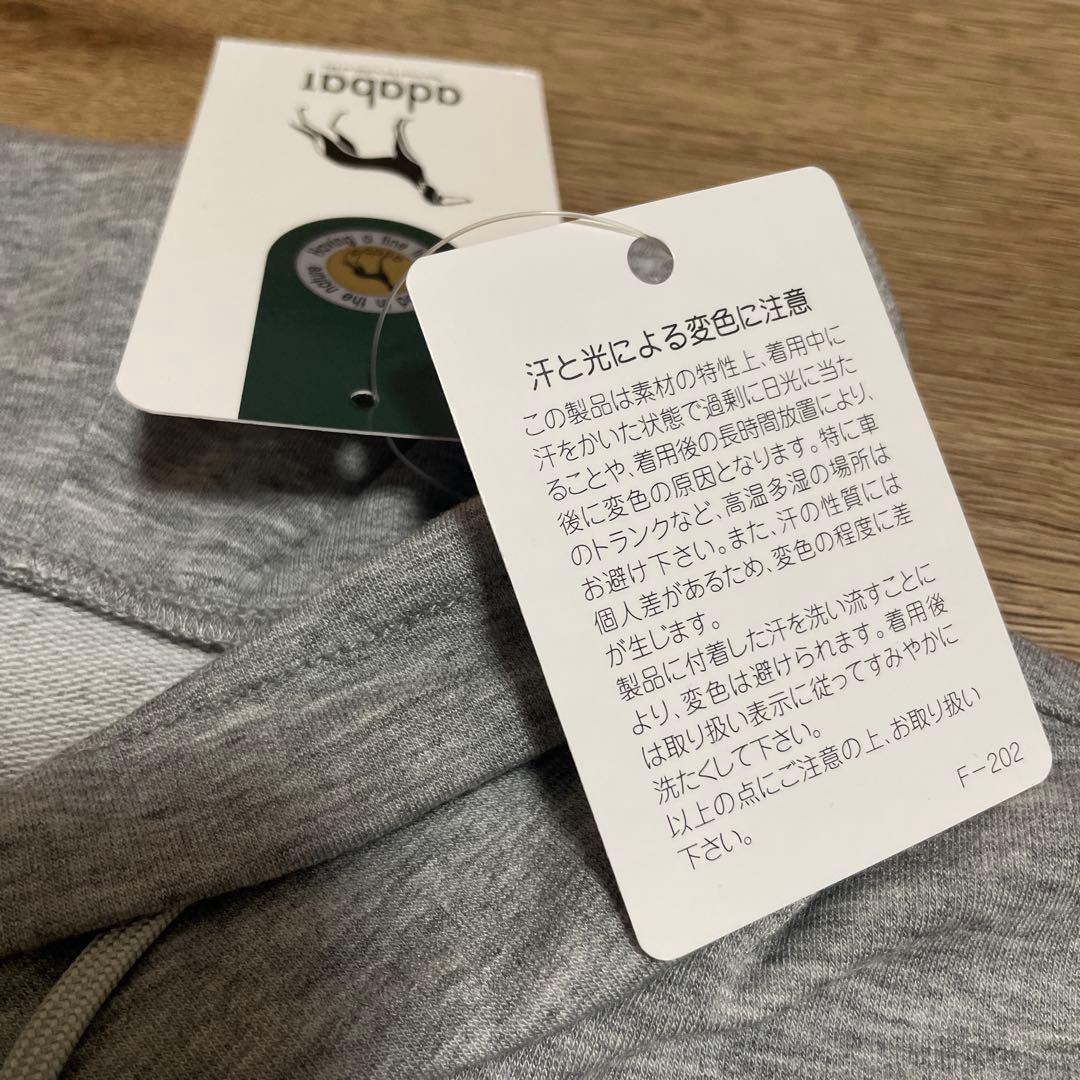 adabat
Having a fine
in the nature
汗と光による変色に注意
この製品は素材の特性上、着用中に
汗をかいた状態で過剰に日光に当た
ることや、着用後の長時間放置により、
後に変色の原因となります。特に車
のトランクなど、高温多湿の場所は
お避け下さい。また、汗の性質には
個人差があるため、変色の程度に差
が生じます。
製品に付着した汗を洗い流すことに
より、変色は避けられます。着用後
は取り扱い表示に従ってすみやかに
洗たくして下さい。
以上の点にご注意の上、お取り扱い
下さい。
F-202